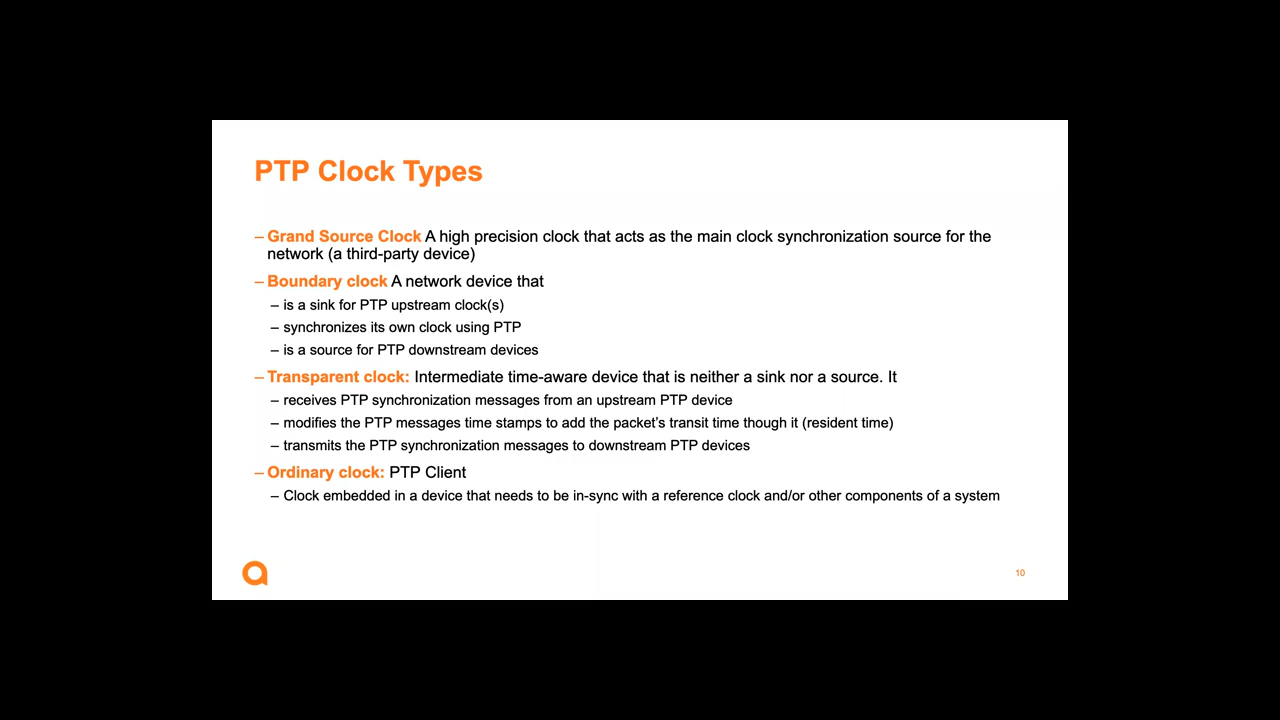 PTP Clock Types
– Grand Source Clock A high precision clock that acts as the main clock synchronization source for the
network (a third-party device)
– Boundary clock A network device that
– is a sink for PTP upstream clock(s)
– synchronizes its own clock using PTP
– is a source for PTP downstream devices
– Transparent clock: Intermediate time-aware device that is neither a sink nor a source. It
– receives PTP synchronization messages from an upstream PTP device
– modifies the PTP messages time stamps to add the packet's transit time though it (resident time)
– transmits the PTP synchronization messages to downstream PTP devices
– Ordinary clock: PTP Client
– Clock embedded in a device that needs to be in-sync with a reference clock and/or other components of a system
10